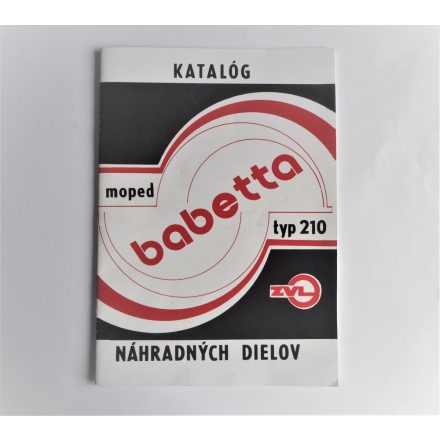 KATALÓG
moped
babetta
typ 210
ZVL
NÁHRADNÝCH DIELOV